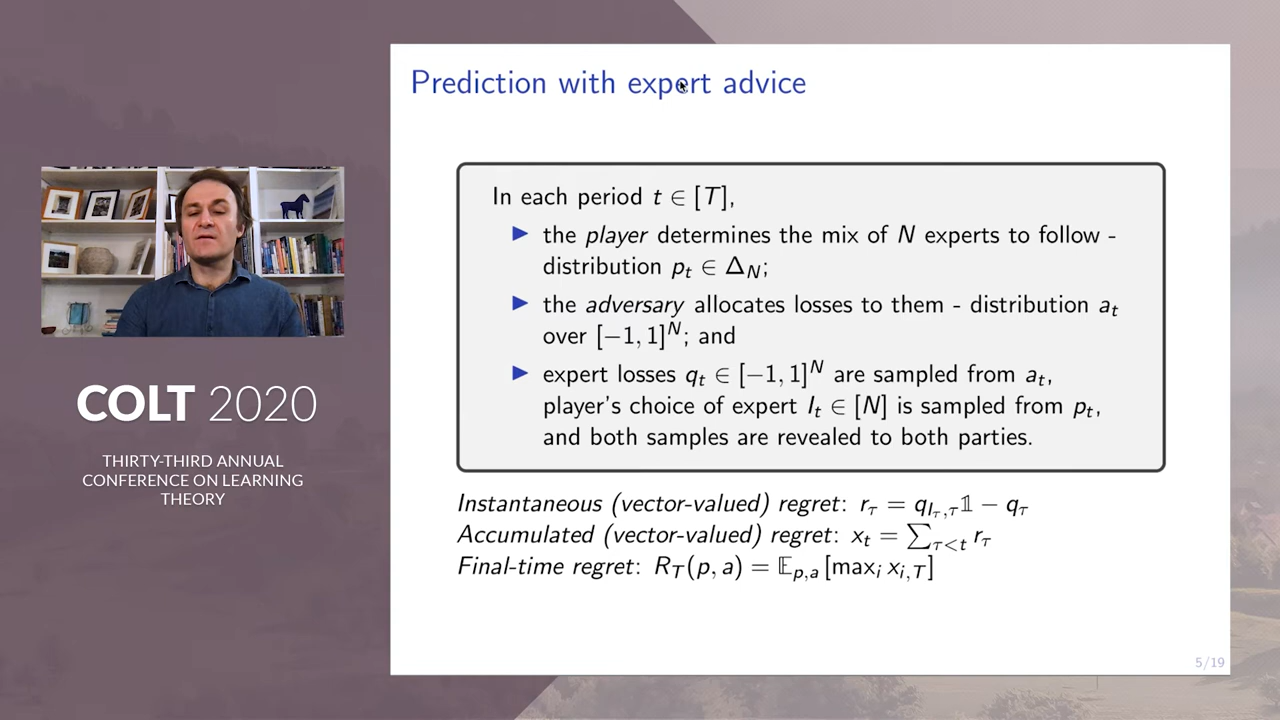 COLT 2020
THIRTY-THIRD ANNUAL
CONFERENCE ON LEARNING
THEORY
Prediction with expert advice
In each period t ∈ [T],
▶ the player determines the mix of N experts to follow -
distribution p_t ∈ Δ_N;
▶ the adversary allocates losses to them - distribution a_t
over [−1, 1]^N; and
▶ expert losses q_t ∈ [−1, 1]^N are sampled from a_t,
player's choice of expert I_t ∈ [N] is sampled from p_t,
and both samples are revealed to both parties.
Instantaneous (vector-valued) regret: r_τ = q_{I_τ,τ}𝟙 − q_τ
Accumulated (vector-valued) regret: x_t = ∑_{τ<t} r_τ
Final-time regret: R_T(p, a) = 𝔼_{p,a} [max_i x_{i,T}]
5/19